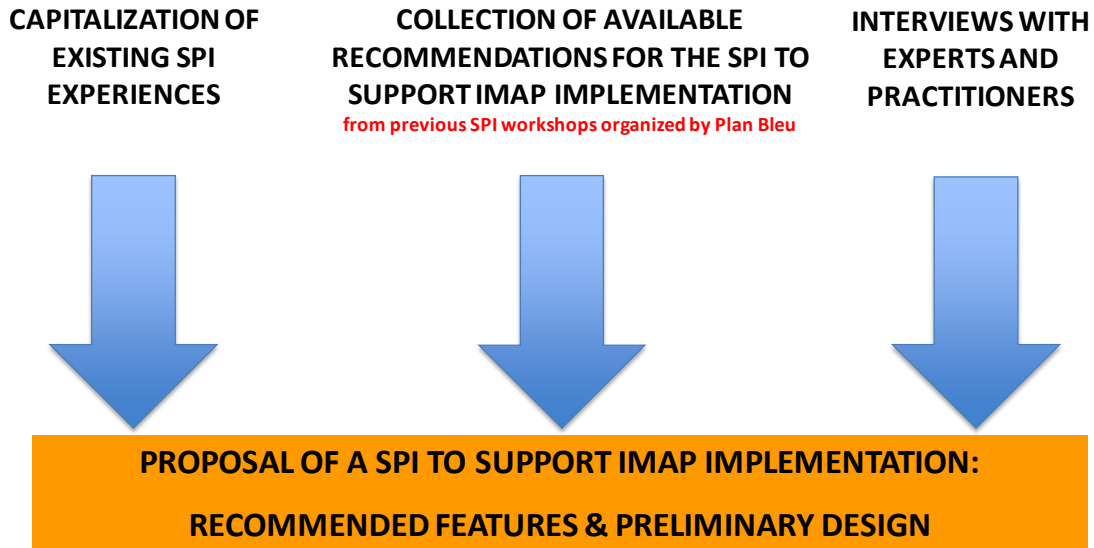 CAPITALIZATION OF
EXISTING SPI
EXPERIENCES
COLLECTION OF AVAILABLE
RECOMMENDATIONS FOR THE SPI TO
SUPPORT IMAP IMPLEMENTATION
from previous SPI workshops organized by Plan Bleu
INTERVIEWS WITH
EXPERTS AND
PRACTITIONERS
PROPOSAL OF A SPI TO SUPPORT IMAP IMPLEMENTATION:
RECOMMENDED FEATURES & PRELIMINARY DESIGN